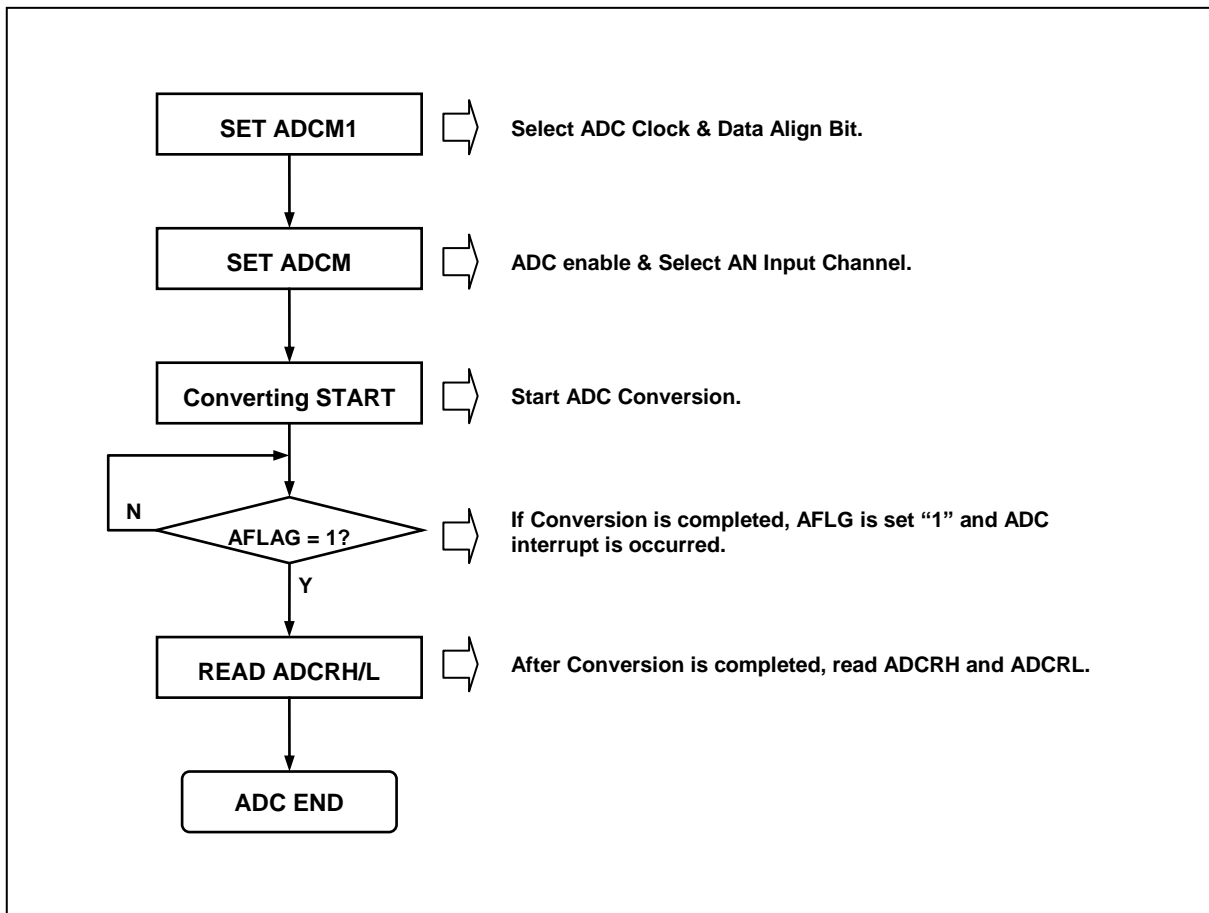 SET ADCM1
Select ADC Clock & Data Align Bit.
SET ADCM
ADC enable & Select AN Input Channel.
Converting START
Start ADC Conversion.
N
AFLAG = 1?
If Conversion is completed, AFLG is set “1” and ADC
interrupt is occurred.
Y
READ ADCRH/L
After Conversion is completed, read ADCRH and ADCRL.
ADC END